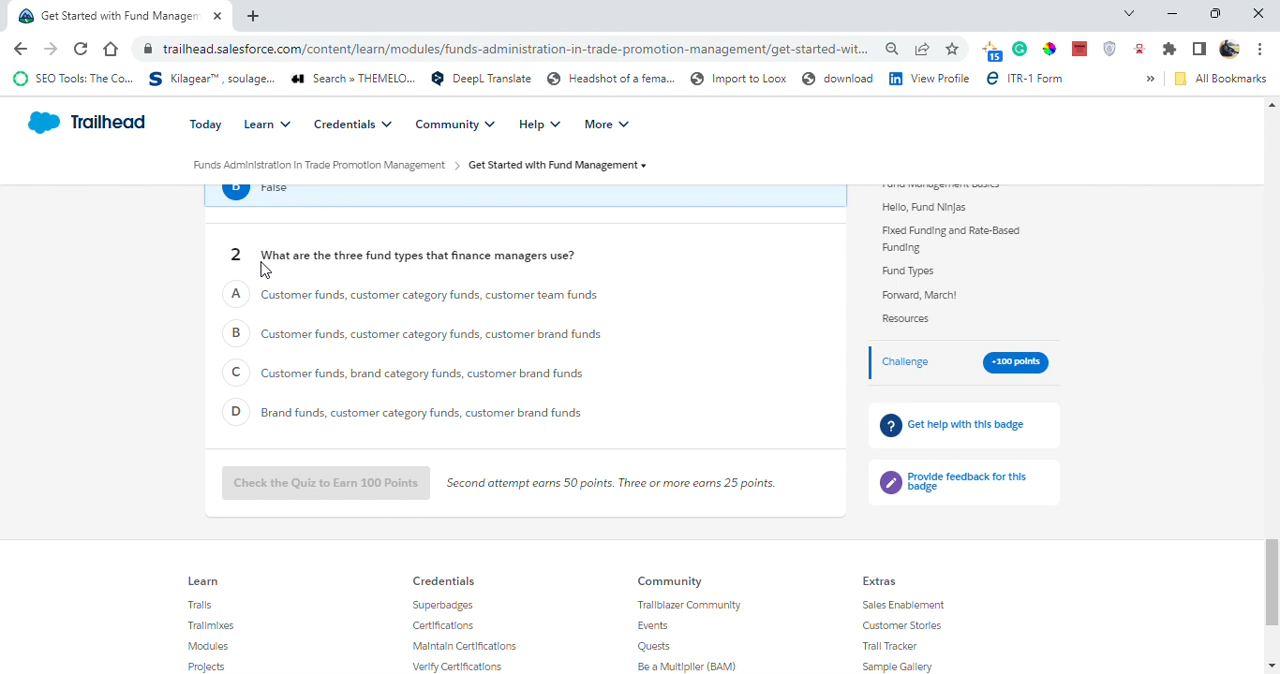 Get Started with Fund Managem
trailhead.salesforce.com/content/learn/modules/funds-administration-in-trade-promotion-management/get-started-wit...
15
SEO Tools: The Co...
Kilagear™, soulage...
Search » THEMELO...
DeepL Translate
Headshot of a fema...
Import to Loox
download
View Profile
ITR-1 Form
»
All Bookmarks
Trailhead
Today
Learn
Credentials
Community
Help
More
Funds Administration in Trade Promotion Management > Get Started with Fund Management
B False
Fund Management Basics
Hello, Fund Ninjas
Fixed Funding and Rate-Based
Funding
Fund Types
Forward, March!
Resources
Challenge
+100 points
Get help with this badge
Provide feedback for this
badge
2 What are the three fund types that finance managers use?
A Customer funds, customer category funds, customer team funds
B Customer funds, customer category funds, customer brand funds
C Customer funds, brand category funds, customer brand funds
D Brand funds, customer category funds, customer brand funds
Check the Quiz to Earn 100 Points
Second attempt earns 50 points. Three or more earns 25 points.
Learn
Trails
Trailmixes
Modules
Projects
Credentials
Superbadges
Certifications
Maintain Certifications
Verify Certifications
Community
Trailblazer Community
Events
Quests
Be a Multiplier (BAM)
Extras
Sales Enablement
Customer Stories
Trail Tracker
Sample Gallery